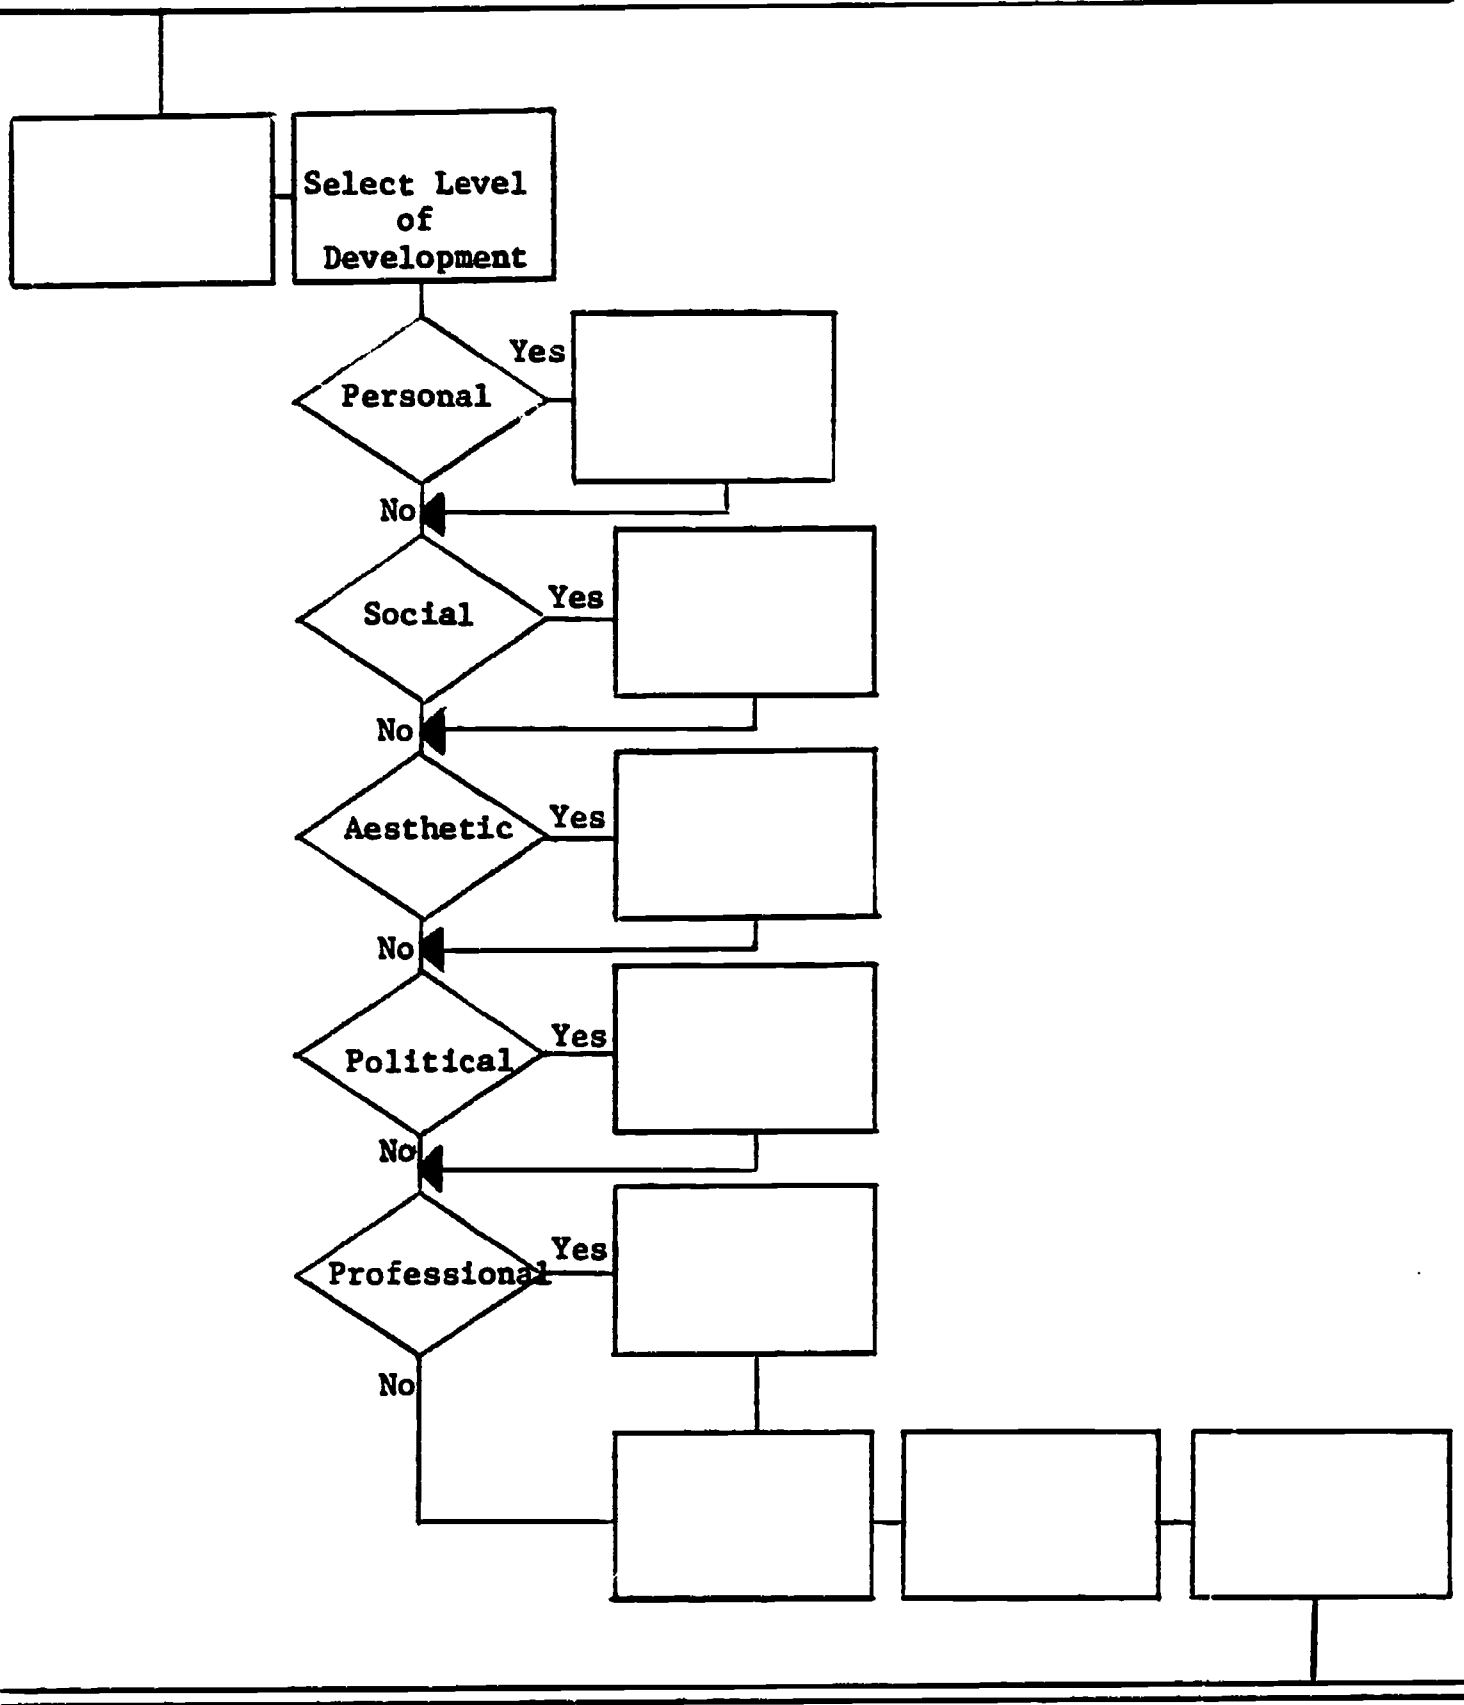 Select Level
of
Development
Yes
Personal
No
Yes
Social
No
Yes
Aesthetic
No
Yes
Political
No
Yes
Professional
No